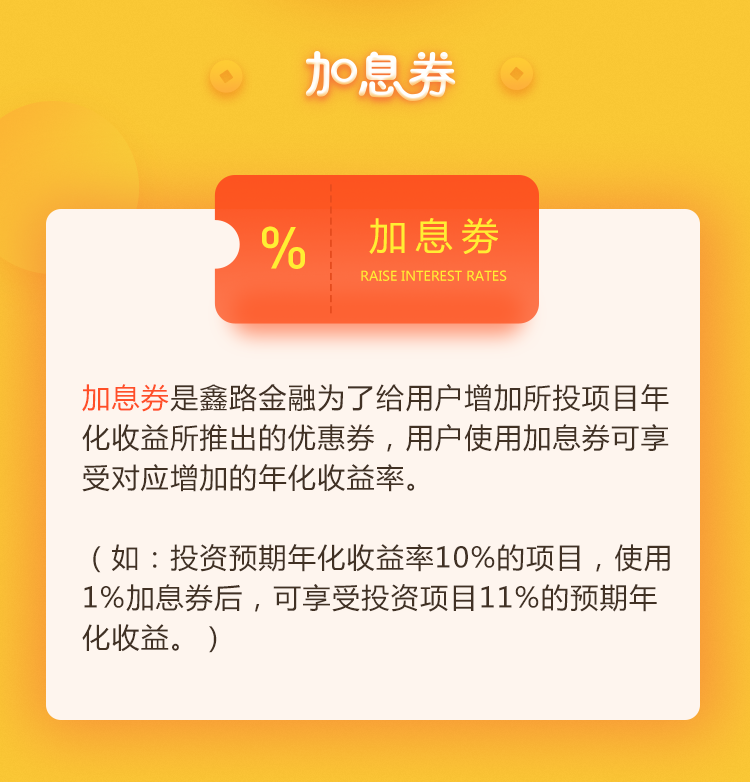 加息券
%
加息券
RAISE INTEREST RATES
加息券是鑫路金融为了给用户增加所投项目年
化收益所推出的优惠券，用户使用加息券可享
受对应增加的年化收益率。
（如：投资预期年化收益率10%的项目，使用
1%加息券后，可享受投资项目11%的预期年
化收益。）